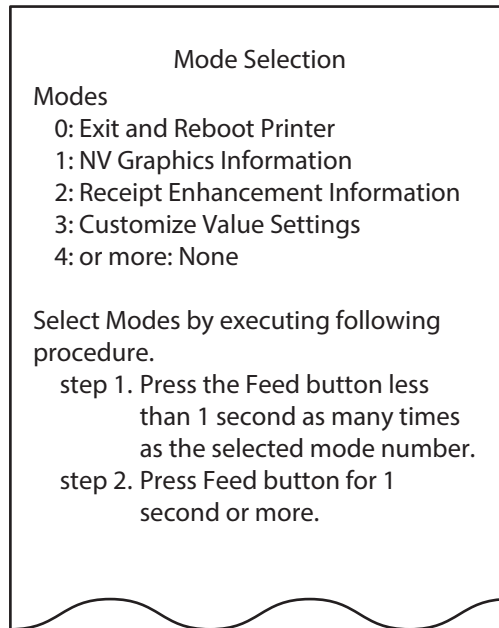 Mode Selection
Modes
0: Exit and Reboot Printer
1: NV Graphics Information
2: Receipt Enhancement Information
3: Customize Value Settings
4: or more: None
Select Modes by executing following
procedure.
step 1. Press the Feed button less
than 1 second as many times
as the selected mode number.
step 2. Press Feed button for 1
second or more.